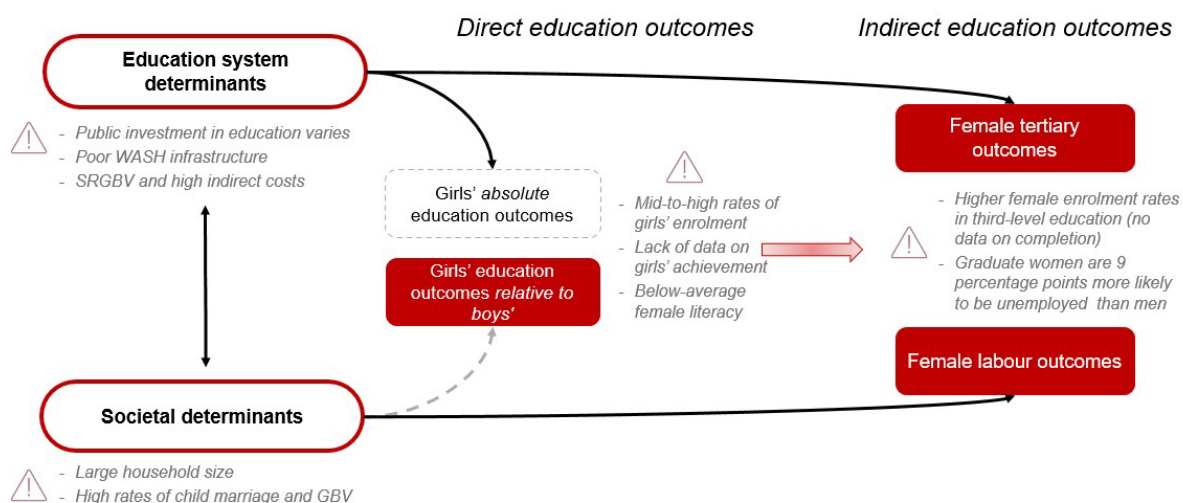 Direct education outcomes
Indirect education outcomes
Education system
determinants
- Public investment in education varies
- Poor WASH infrastructure
- SRGBV and high indirect costs
Girls' absolute
education outcomes
Girls' education
outcomes relative to
boys'
- Mid-to-high rates of
girls' enrolment
- Lack of data on
girls' achievement
- Below-average
female literacy
Female tertiary
outcomes
- Higher female enrolment rates
in third-level education (no
data on completion)
- Graduate women are 9
percentage points more likely
to be unemployed than men
Female labour outcomes
Societal determinants
- Large household size
- High rates of child marriage and GBV